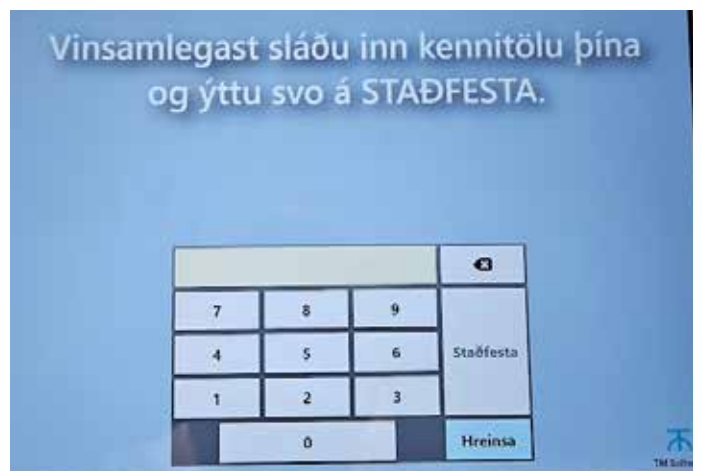 Vinsamlegast sláðu inn kennitölu þína
og ýttu svo á STAÐFESTA.
7 8 9
4 5 6 Staðfesta
1 2 3
0 Hreinsa
TM